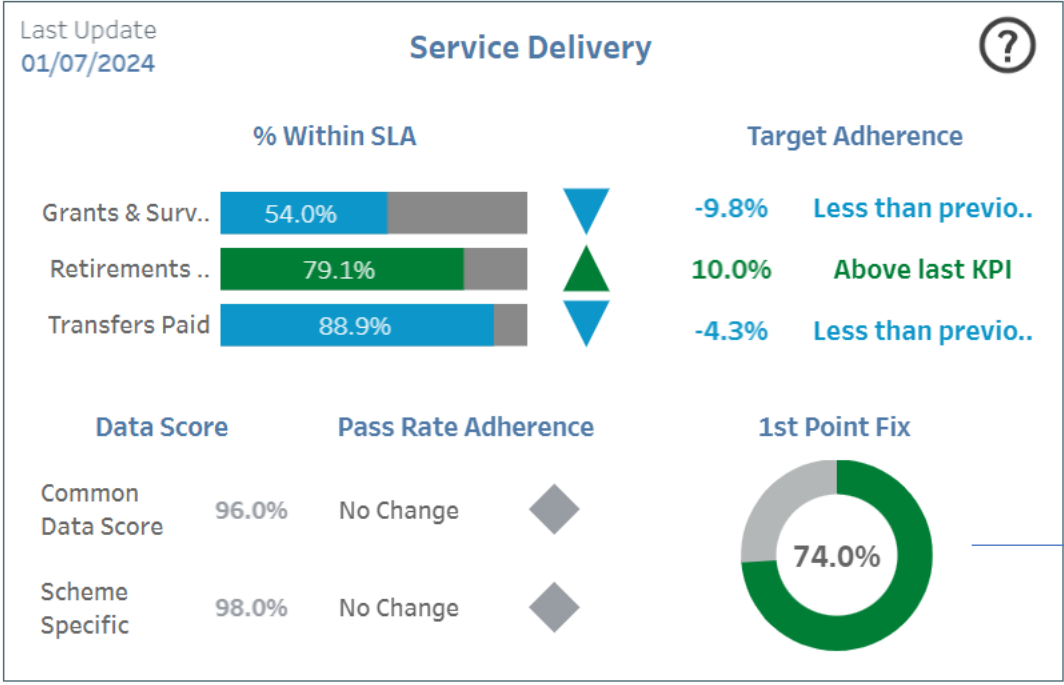 Last Update
01/07/2024
Service Delivery
?
% Within SLA
Target Adherence
Grants & Surv.. 54.0% -9.8% Less than previo..
Retirements .. 79.1% 10.0% Above last KPI
Transfers Paid 88.9% -4.3% Less than previo..
Data Score
Pass Rate Adherence
1st Point Fix
Common
Data Score
96.0%
No Change
Scheme
Specific
98.0%
No Change
74.0%